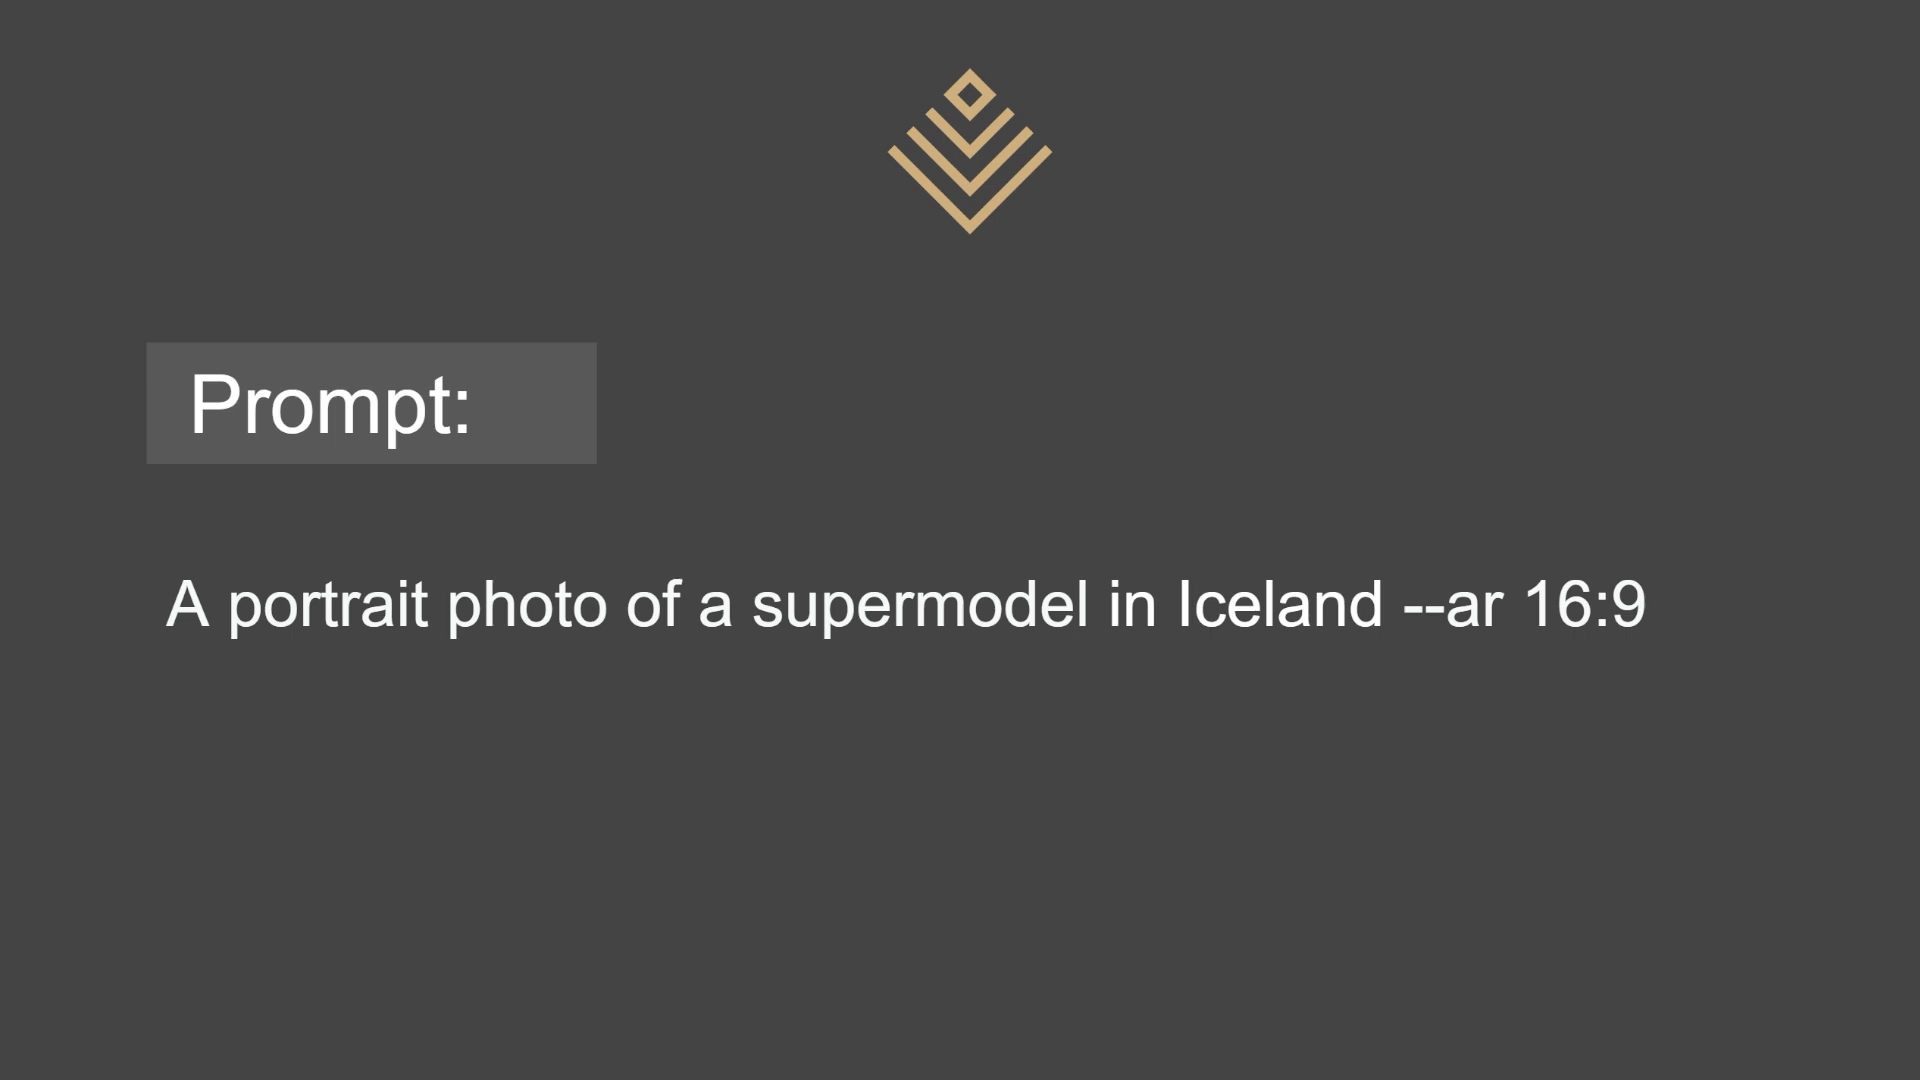 Prompt:
A portrait photo of a supermodel in Iceland --ar 16:9